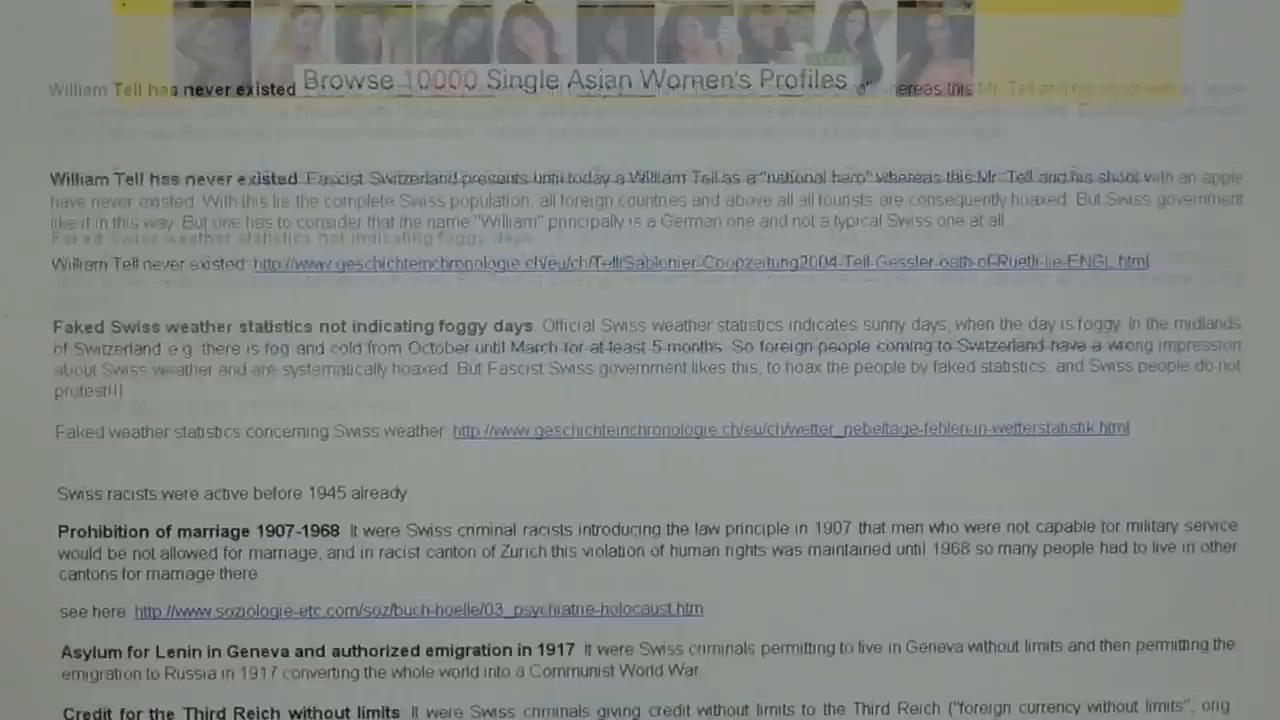 Browse 10000 Single Asian Women's Profiles
William Tell has never existed ereas this Mr. Tell and his shoot
William Tell has never existed. Fascist Switzerland presents until today a William Tell as a "national hero" whereas this Mr. Tell and his shoot with an apple
have never existed. With this lie the complete Swiss population, all foreign countries and above all all tourists are consequently hoaxed. But Swiss government
like it in this way. But one has to consider that the name "William" principally is a German one and not a typical Swiss one at all.
Faked Swiss weather statistics not indicating foggy days
William Tell never existed: http://www.geschichteinchronologie.ch/eu/ch/Tell/Sablonier-Coopzeitung2004-Tell-Gessler-oath-of-Ruetli-lie-ENGL.html
Faked Swiss weather statistics not indicating foggy days. Official Swiss weather statistics indicates sunny days, when the day is foggy. In the midlands
of Switzerland e.g. there is fog and cold from October until March for at least 5 months. So foreign people coming to Switzerland have a wrong impression
about Swiss weather and are systematically hoaxed. But Fascist Swiss government likes this, to hoax the people by faked statistics, and Swiss people do not
protest!!!
Faked weather statistics concerning Swiss weather: http://www.geschichteinchronologie.ch/eu/ch/wetter_nebeltage-fehlen-in-wetterstatistik.html
Swiss racists were active before 1945 already
Prohibition of marriage 1907-1968. It were Swiss criminal racists introducing the law principle in 1907 that men who were not capable for military service
would be not allowed for marriage, and in racist canton of Zurich this violation of human rights was maintained until 1968 so many people had to live in other
cantons for marriage there.
see here: http://www.soziologie-etc.com/soz/buch-hoelle/03_psychiatrie-holocaust.htm
Asylum for Lenin in Geneva and authorized emigration in 1917. It were Swiss criminals permitting to live in Geneva without limits and then permitting the
emigration to Russia in 1917 converting the whole world into a Communist World War.
Credit for the Third Reich without limits. It were Swiss criminals giving credit without limits to the Third Reich ("foreign currency without limits", orig